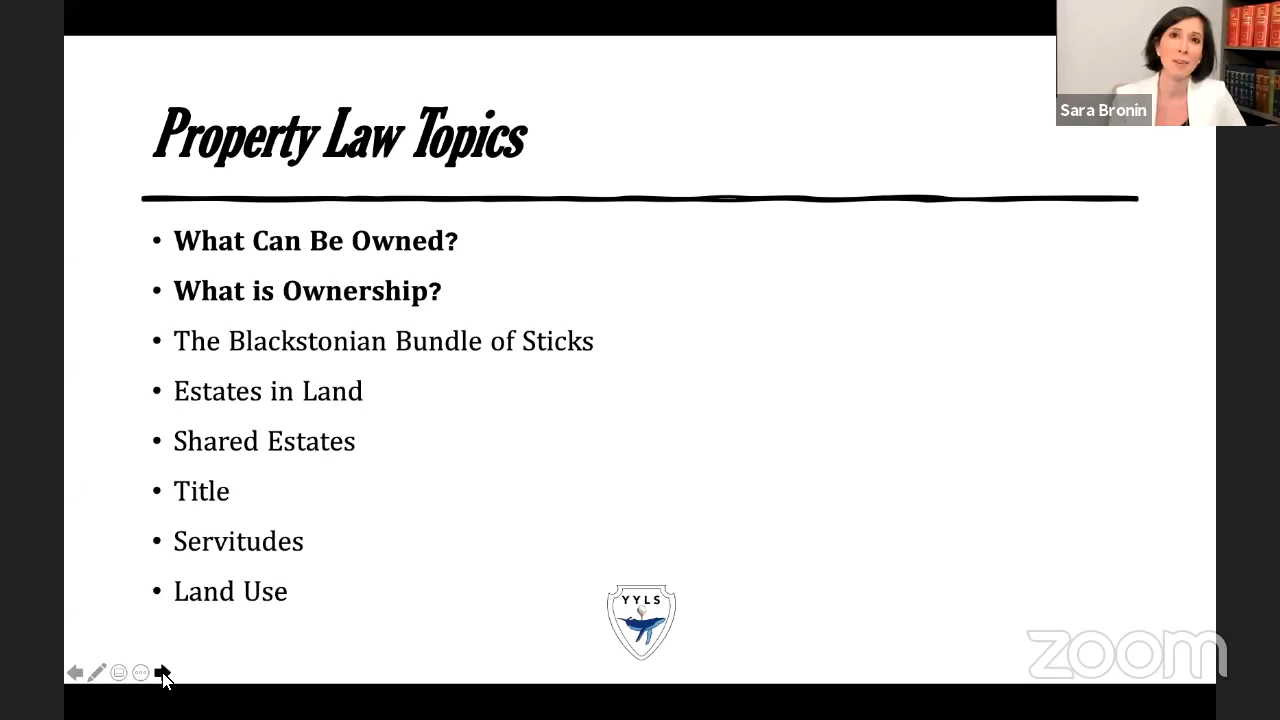 Property Law Topics
Sara Bronin
• What Can Be Owned?
• What is Ownership?
• The Blackstonian Bundle of Sticks
• Estates in Land
• Shared Estates
• Title
• Servitudes
• Land Use
YYLS
zoom